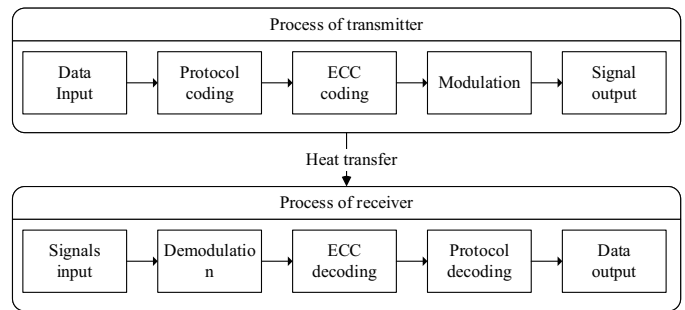 Process of transmitter
Data
Input
Protocol
coding
ECC
coding
Modulation
Signal
output
Heat transfer
Process of receiver
Signals
input
Demodulatio
n
ECC
decoding
Protocol
decoding
Data
output